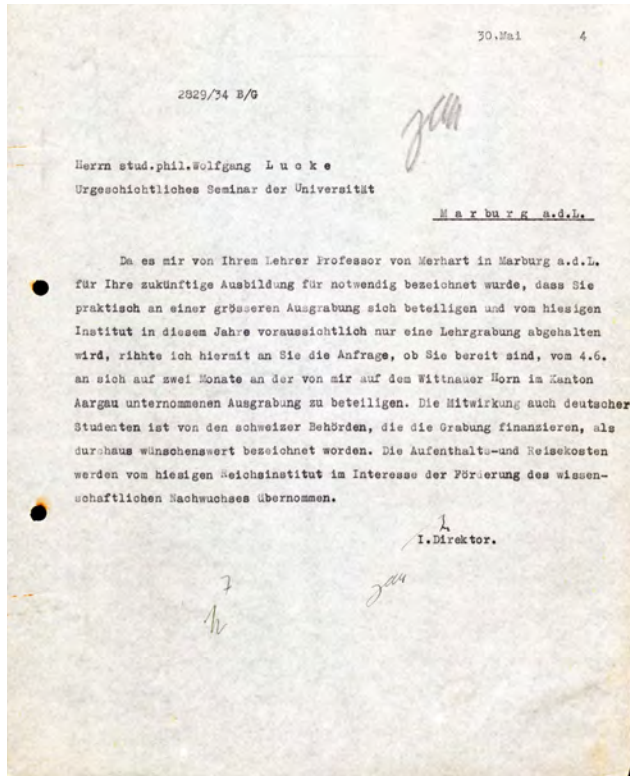 30.Mai 4
2829/34 B/G
Herrn stud.phil.Wolfgang L u c k e
Urgeschichtliches Seminar der Universität
M a r b u r g a.d.L.
Da es mir von Ihrem Lehrer Professor von Merhart in Marburg a.d.L.
für Ihre zukünftige Ausbildung für notwendig bezeichnet wurde, dass Sie
praktisch an einer grösseren Ausgrabung sich beteiligen und vom hiesigen
Institut in diesem Jahre voraussichtlich nur eine Lehrgrabung abgehalten
wird, rihhte ich hiermit an Sie die Anfrage, ob Sie bereit sind, vom 4.6.
an sich auf zwei Monate an der von mir auf dem Wittnauer Horn im Kanton
Aargau unternommenen Ausgrabung zu beteiligen. Die Mitwirkung auch deutscher
Studenten ist von den schweizer Behörden, die die Grabung finanzieren, als
durchaus wünschenswert bezeichnet worden. Die Aufenthalts-und Reisekosten
werden vom hiesigen Reichsinstitut im Interesse der Förderung des wissen-
schaftlichen Nachwuchses übernommen.
I.Direktor.